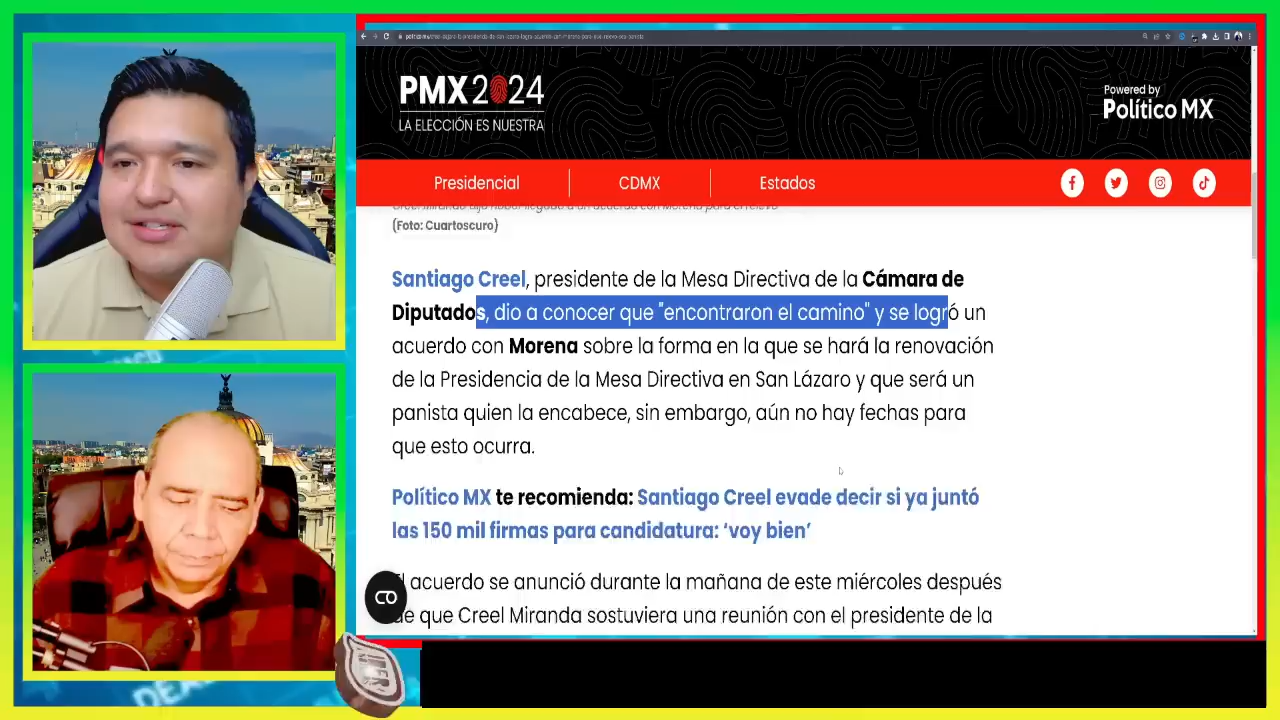 PMX2024
LA ELECCIÓN ES NUESTRA
Powered by
Político MX
Presidencial
CDMX
Estados
(Foto: Cuartoscuro)
Santiago Creel, presidente de la Mesa Directiva de la Cámara de
Diputados, dio a conocer que "encontraron el camino" y se logró un
acuerdo con Morena sobre la forma en la que se hará la renovación
de la Presidencia de la Mesa Directiva en San Lázaro y que será un
panista quien la encabece, sin embargo, aún no hay fechas para
que esto ocurra.
Político MX te recomienda: Santiago Creel evade decir si ya juntó
las 150 mil firmas para candidatura: ‘voy bien’
El acuerdo se anunció durante la mañana de este miércoles después
de que Creel Miranda sostuviera una reunión con el presidente de la